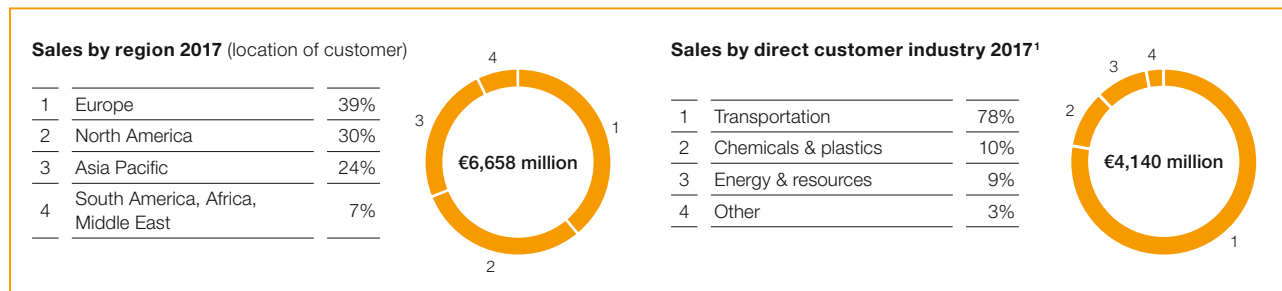 Sales by region 2017 (location of customer)
1 Europe 39%
2 North America 30%
3 Asia Pacific 24%
4 South America, Africa,
Middle East 7%
4
3
1
€6,658 million
2
Sales by direct customer industry 2017¹
1 Transportation 78%
2 Chemicals & plastics 10%
3 Energy & resources 9%
4 Other 3%
4
3
2
€4,140 million
1